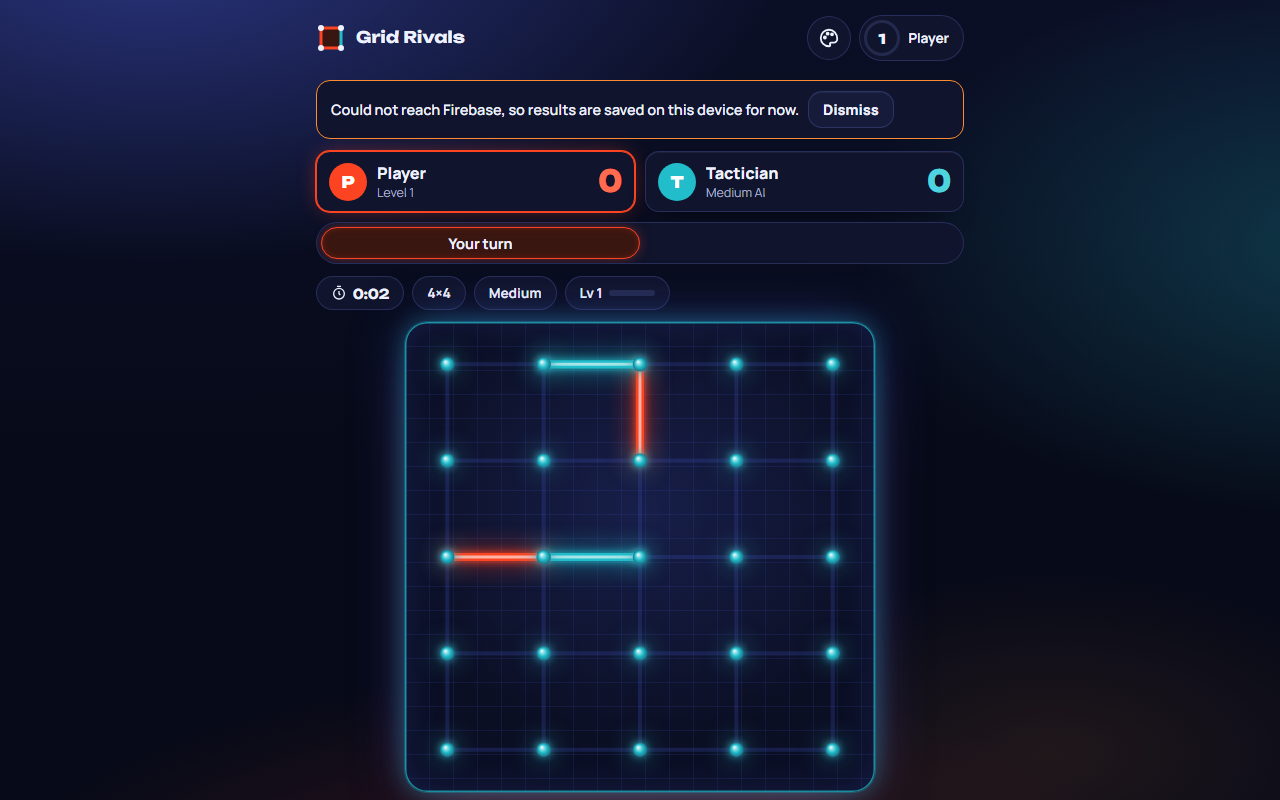 Grid Rivals
1 Player
Could not reach Firebase, so results are saved on this device for now. Dismiss
P Player 0
Level 1
T Tactician 0
Medium AI
Your turn
0:02 4×4 Medium Lv 1